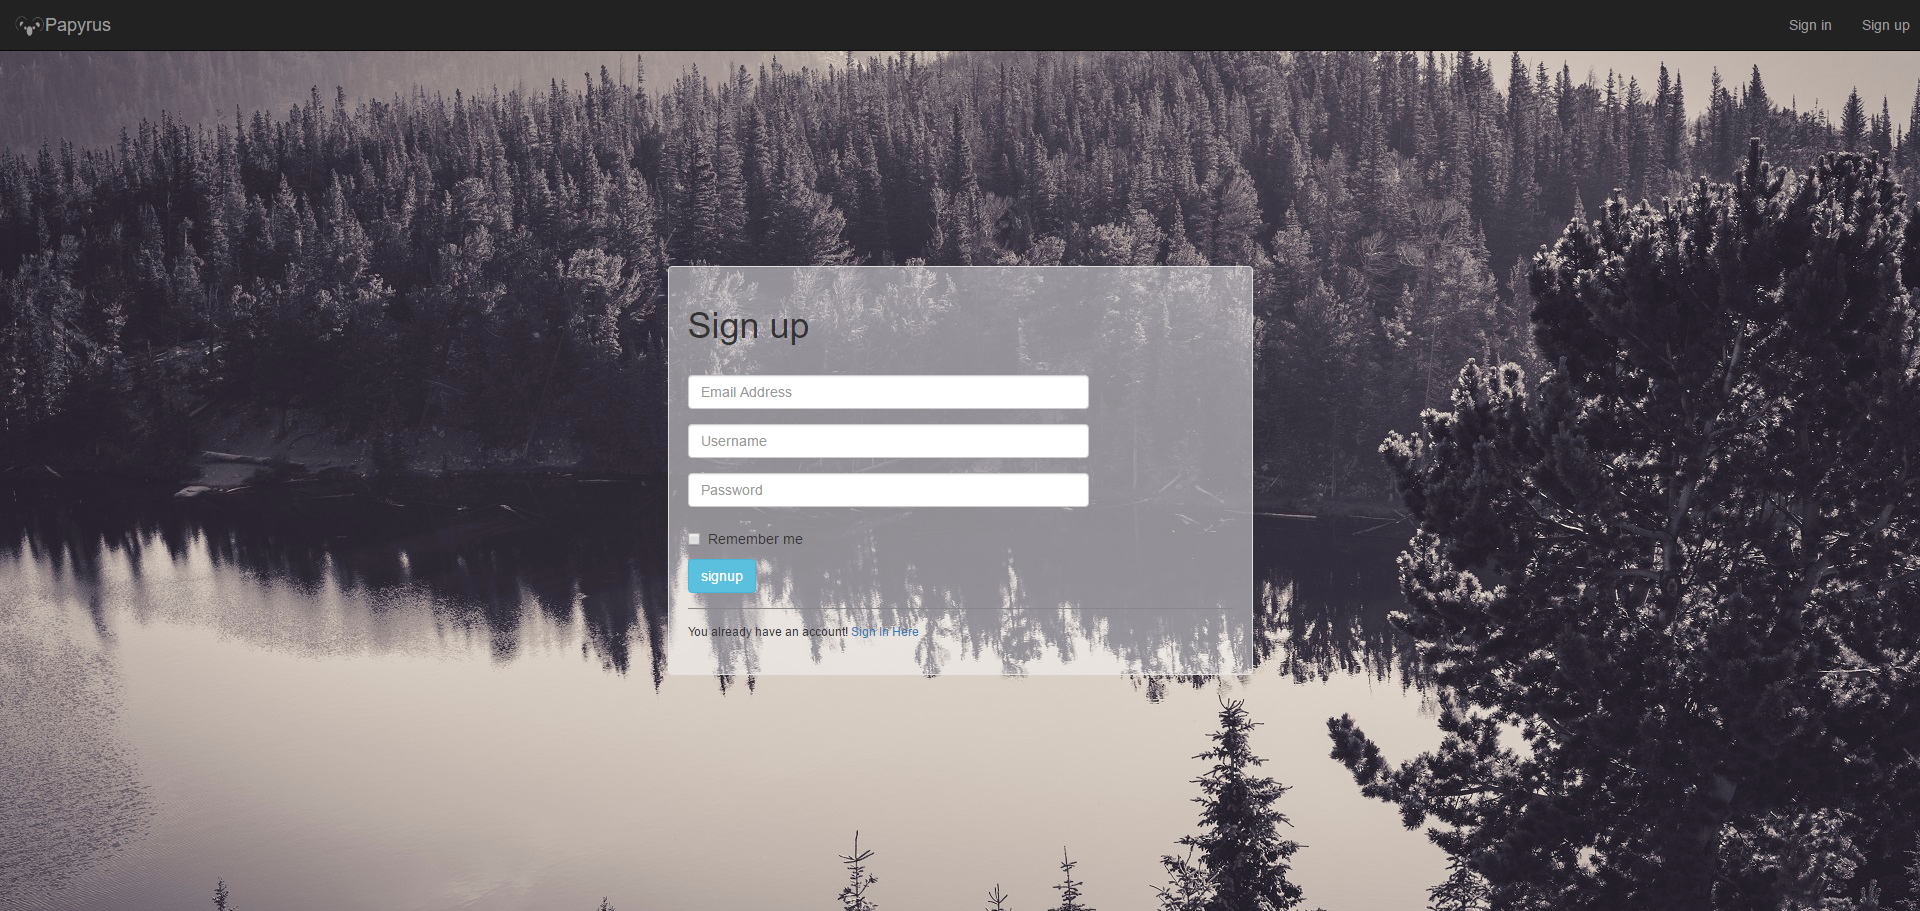 Papyrus
Sign in
Sign up
Sign up
Email Address
Username
Password
Remember me
signup
You already have an account! Sign In Here